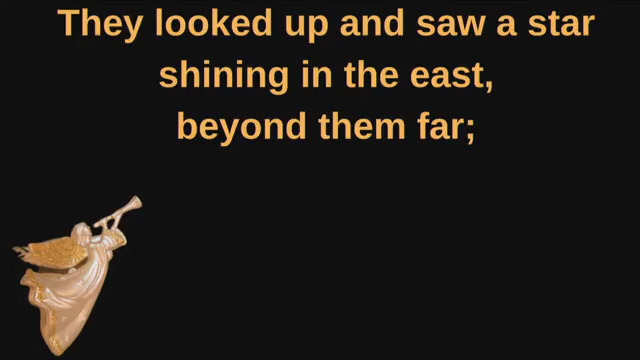 They looked up and saw a star
shining in the east,
beyond them far;